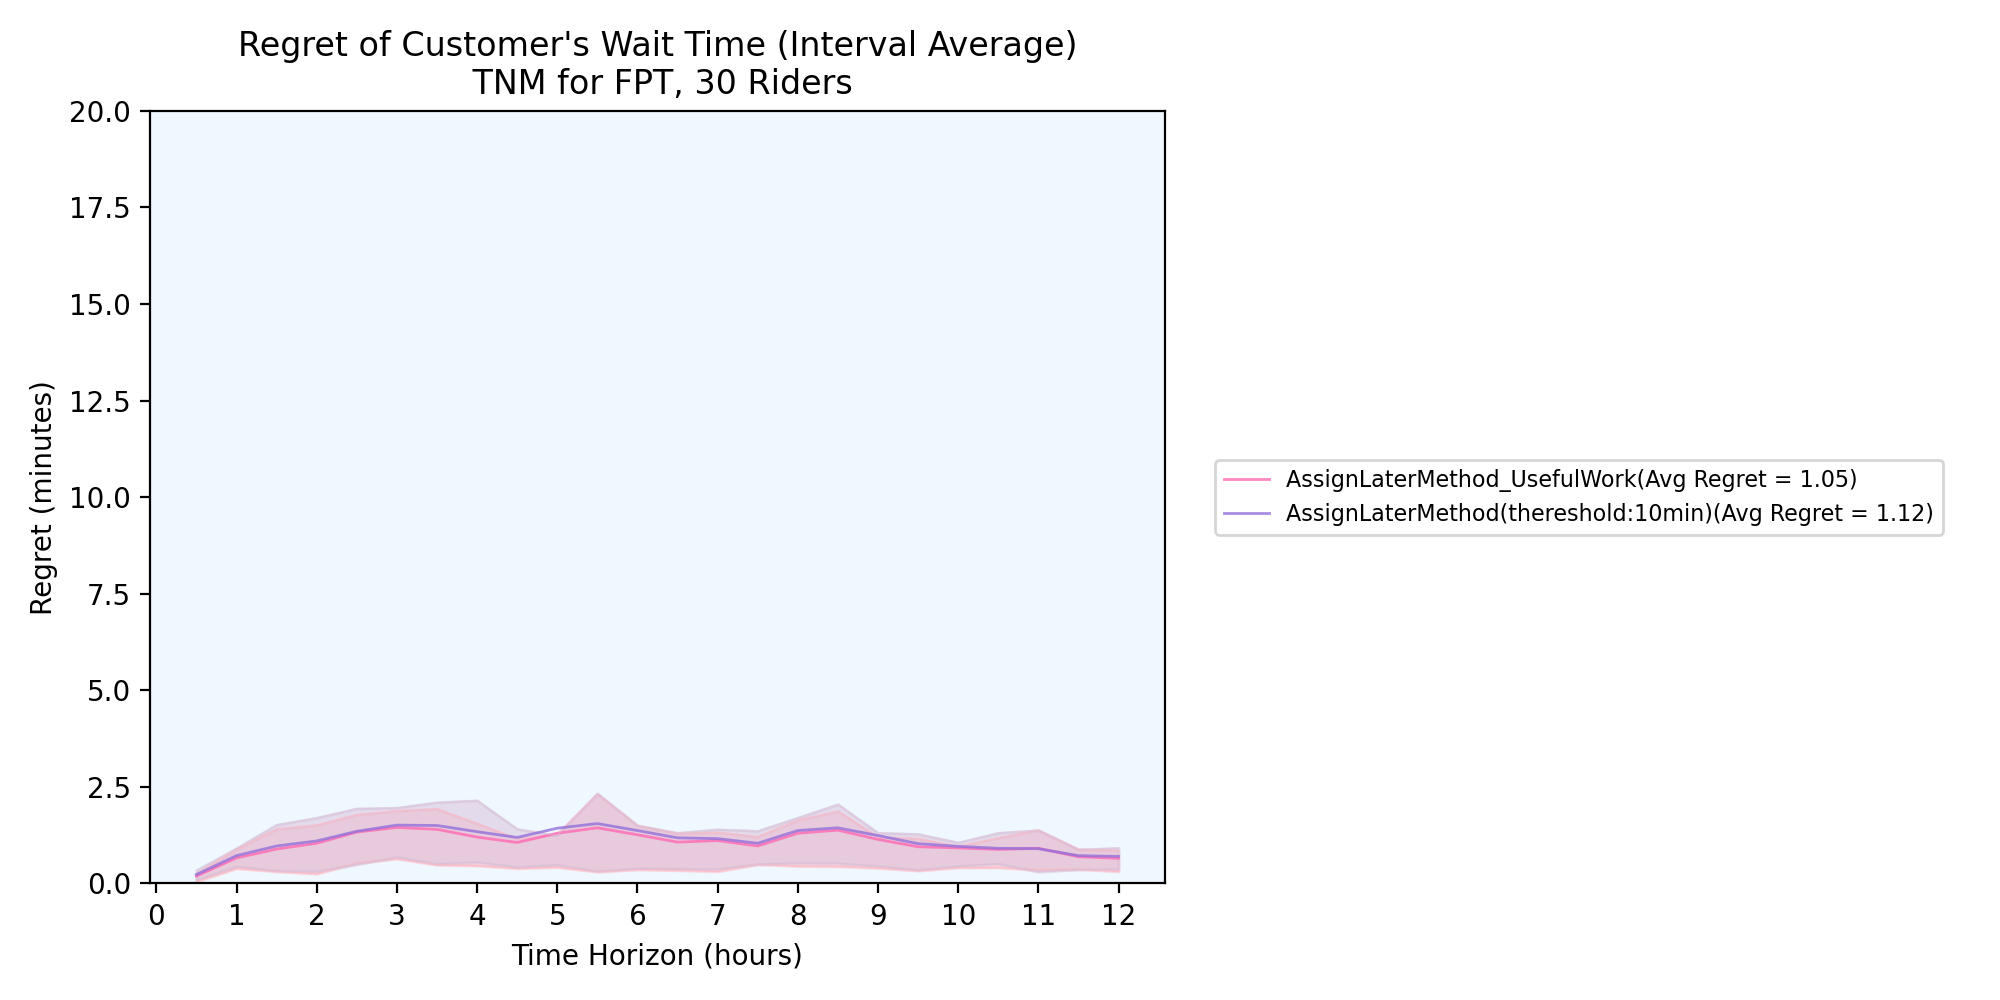 Regret of Customer's Wait Time (Interval Average)
TNM for FPT, 30 Riders
20.0
17.5
15.0
12.5
10.0
7.5
5.0
2.5
0.0
Regret (minutes)
0 1 2 3 4 5 6 7 8 9 10 11 12
Time Horizon (hours)
AssignLaterMethod_UsefulWork(Avg Regret = 1.05)
AssignLaterMethod(thereshold:10min)(Avg Regret = 1.12)